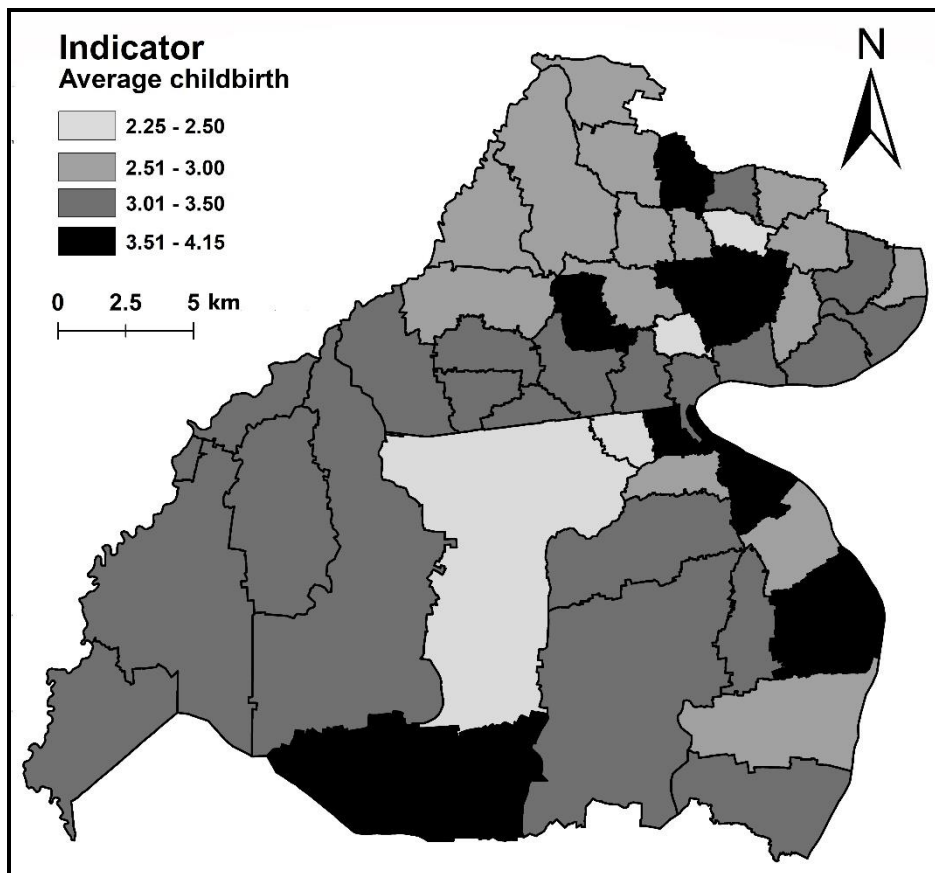 Indicator
Average childbirth
2.25 - 2.50
2.51 - 3.00
3.01 - 3.50
3.51 - 4.15
0 2.5 5 km
N